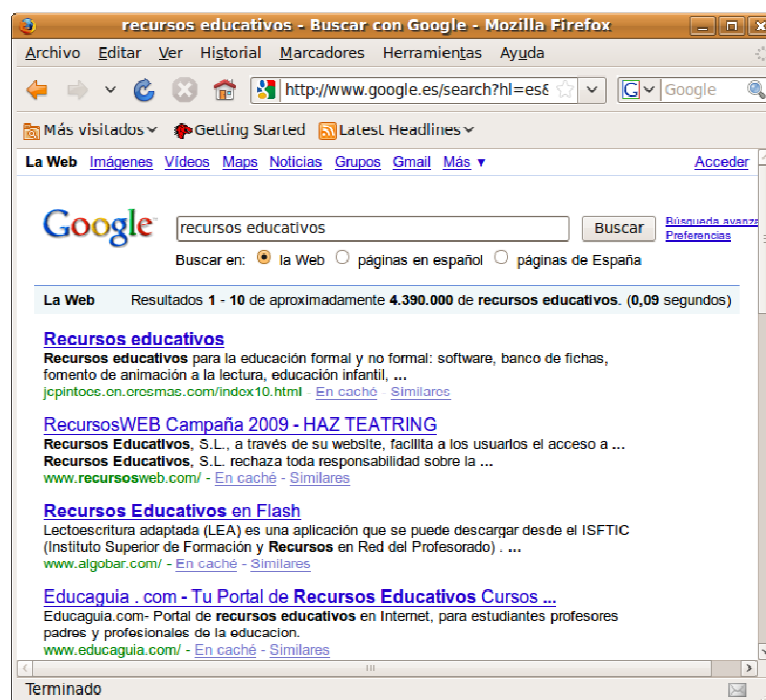 recursos educativos - Buscar con Google - Mozilla Firefox
Archivo Editar Ver Historial Marcadores Herramientas Ayuda
http://www.google.es/search?hl=es& Google
Más visitados Getting Started Latest Headlines
La Web Imágenes Vídeos Maps Noticias Grupos Gmail Más ▼ Acceder
Google recursos educativos Buscar Búsqueda avanza
Preferencias
Buscar en: la Web páginas en español páginas de España
La Web Resultados 1 - 10 de aproximadamente 4.390.000 de recursos educativos. (0,09 segundos)
Recursos educativos
Recursos educativos para la educación formal y no formal: software, banco de fichas,
fomento de animación a la lectura, educación infantil, ...
jcpintoes.en.eresmas.com/index10.html - En caché - Similares
RecursosWEB Campaña 2009 - HAZ TEATRING
Recursos Educativos, S.L., a través de su website, facilita a los usuarios el acceso a ...
Recursos Educativos, S.L. rechaza toda responsabilidad sobre la ...
www.recursosweb.com/ - En caché - Similares
Recursos Educativos en Flash
Lectoescritura adaptada (LEA) es una aplicación que se puede descargar desde el ISFTIC
(Instituto Superior de Formación y Recursos en Red del Profesorado) . ...
www.algobar.com/ - En caché - Similares
Educaguia . com - Tu Portal de Recursos Educativos Cursos ...
Educaguia.com- Portal de recursos educativos en Internet, para estudiantes profesores
padres y profesionales de la educacion.
www.educaguia.com/ - En caché - Similares
Terminado